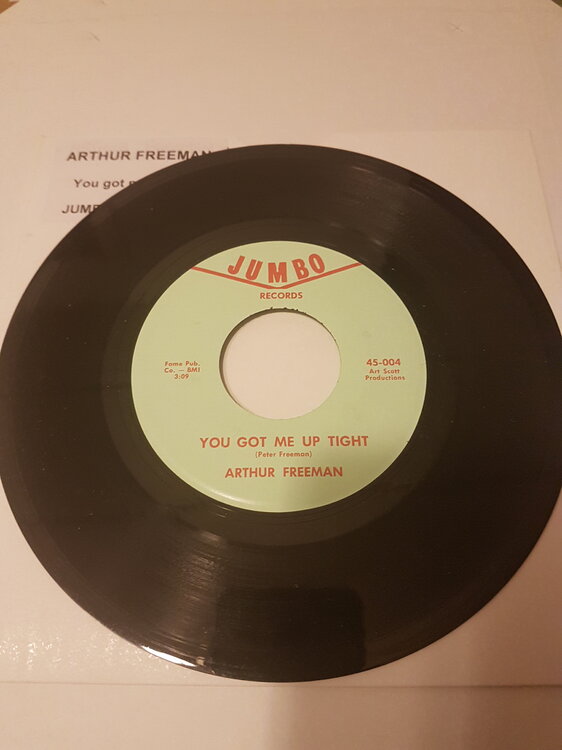 ARTHUR FREEMAN
You got
JUMBO
RECORDS
Fame Pub.
Co. — BMI
3:09
45-004
Art Scott
Productions
YOU GOT ME UP TIGHT
(Peter Freeman)
ARTHUR FREEMAN